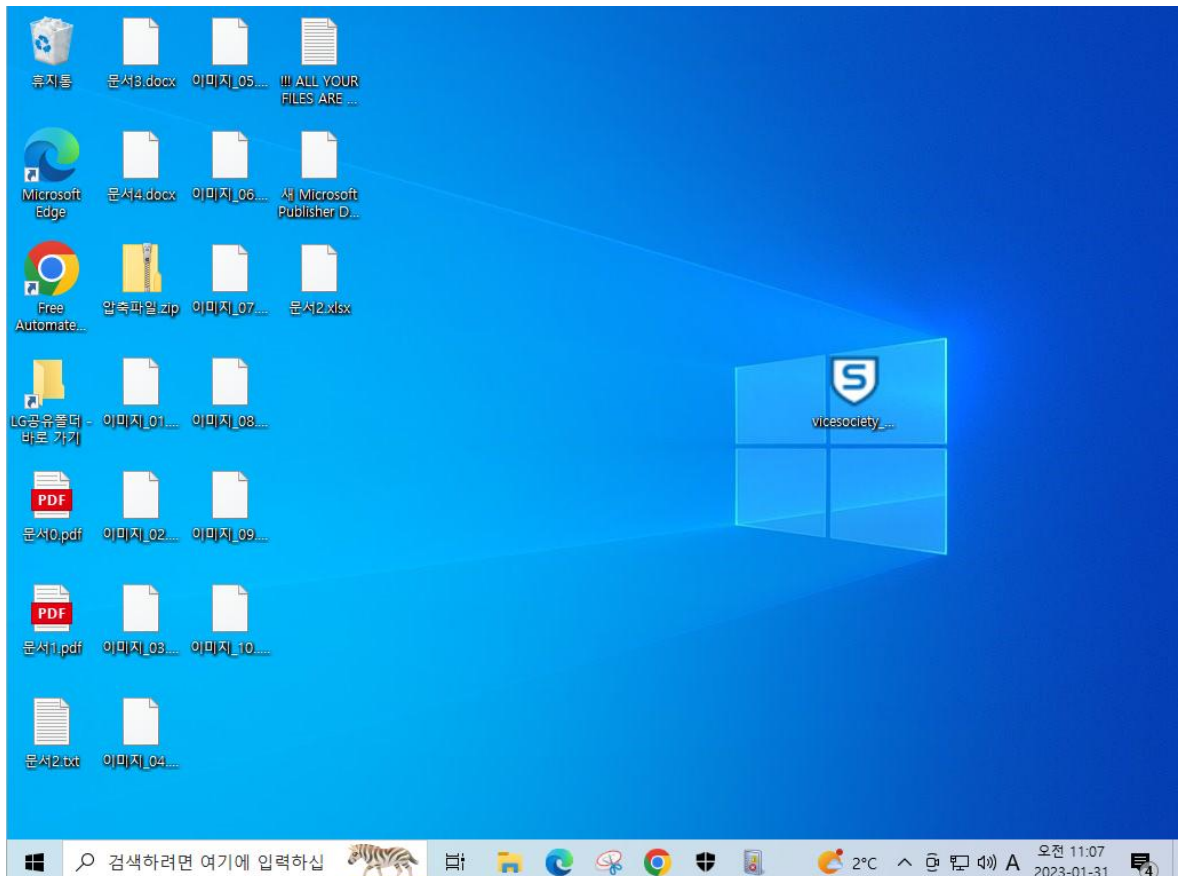 휴지통
문서3.docx
이미지_05....
!!! ALL YOUR
FILES ARE ...
Microsoft
Edge
문서4.docx
이미지_06....
새 Microsoft
Publisher D...
Free
Automate...
압축파일.zip
이미지_07....
문서2.xlsx
LG공유폴더 -
바로 가기
이미지_01....
이미지_08....
S
vicesociety_...
PDF
문서0.pdf
이미지_02....
이미지_09....
PDF
문서1.pdf
이미지_03....
이미지_10....
문서2.txt
이미지_04....
검색하려면 여기에 입력하십
2°C
A
오전 11:07
2023-01-31
4